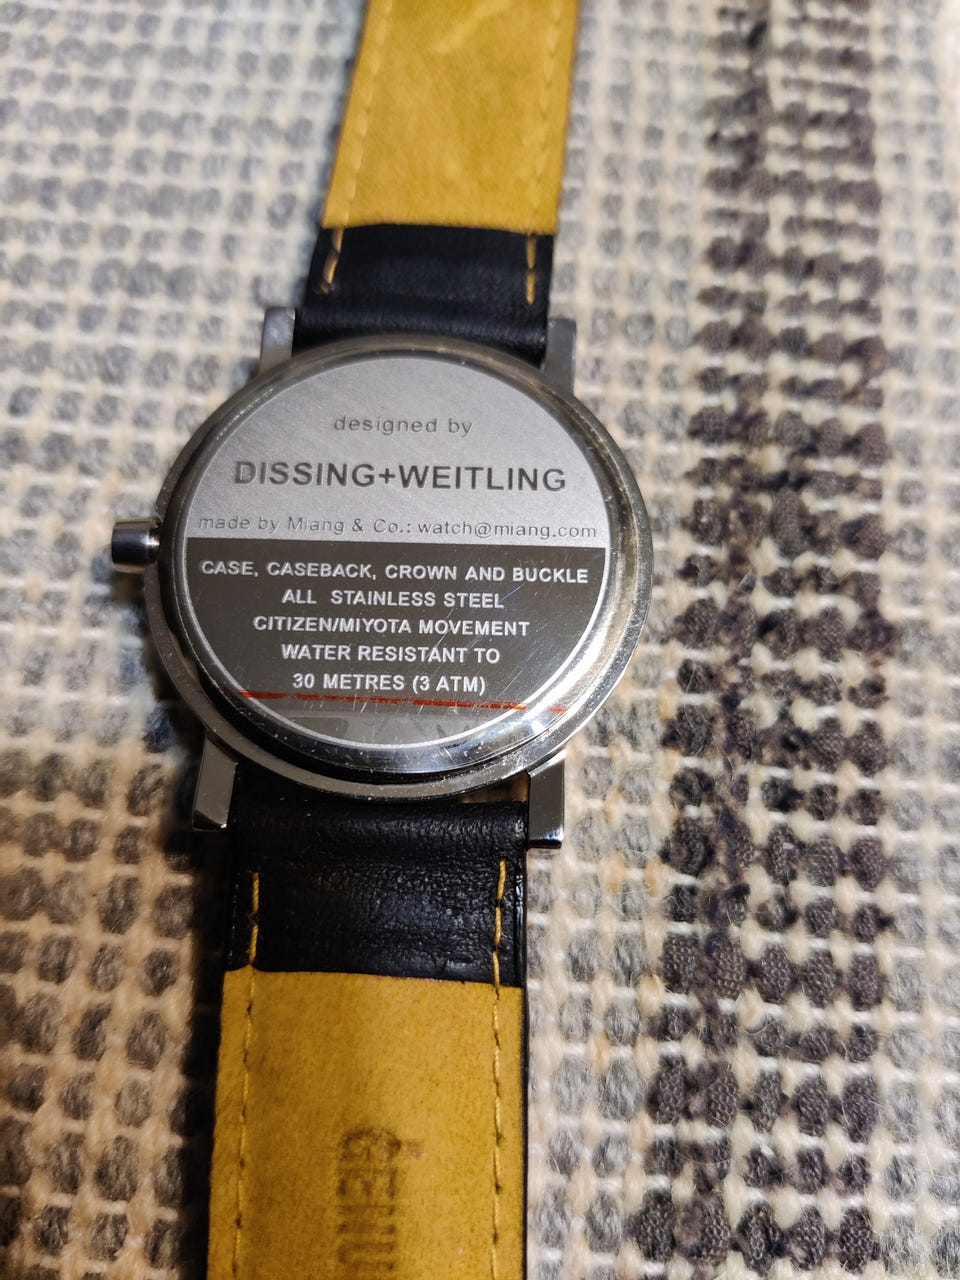 designed by
DISSING+WEITLING
made by Miang & Co.: watch@miang.com
CASE, CASEBACK, CROWN AND BUCKLE
ALL STAINLESS STEEL
CITIZEN/MIYOTA MOVEMENT
WATER RESISTANT TO
30 METRES (3 ATM)